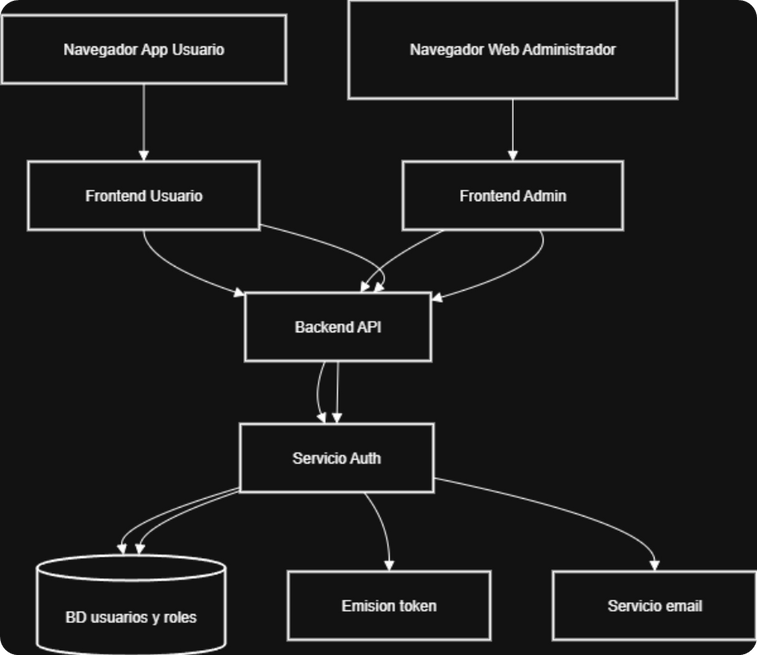 Navegador App Usuario
Navegador Web Administrador
Frontend Usuario
Frontend Admin
Backend API
Servicio Auth
BD usuarios y roles
Emision token
Servicio email